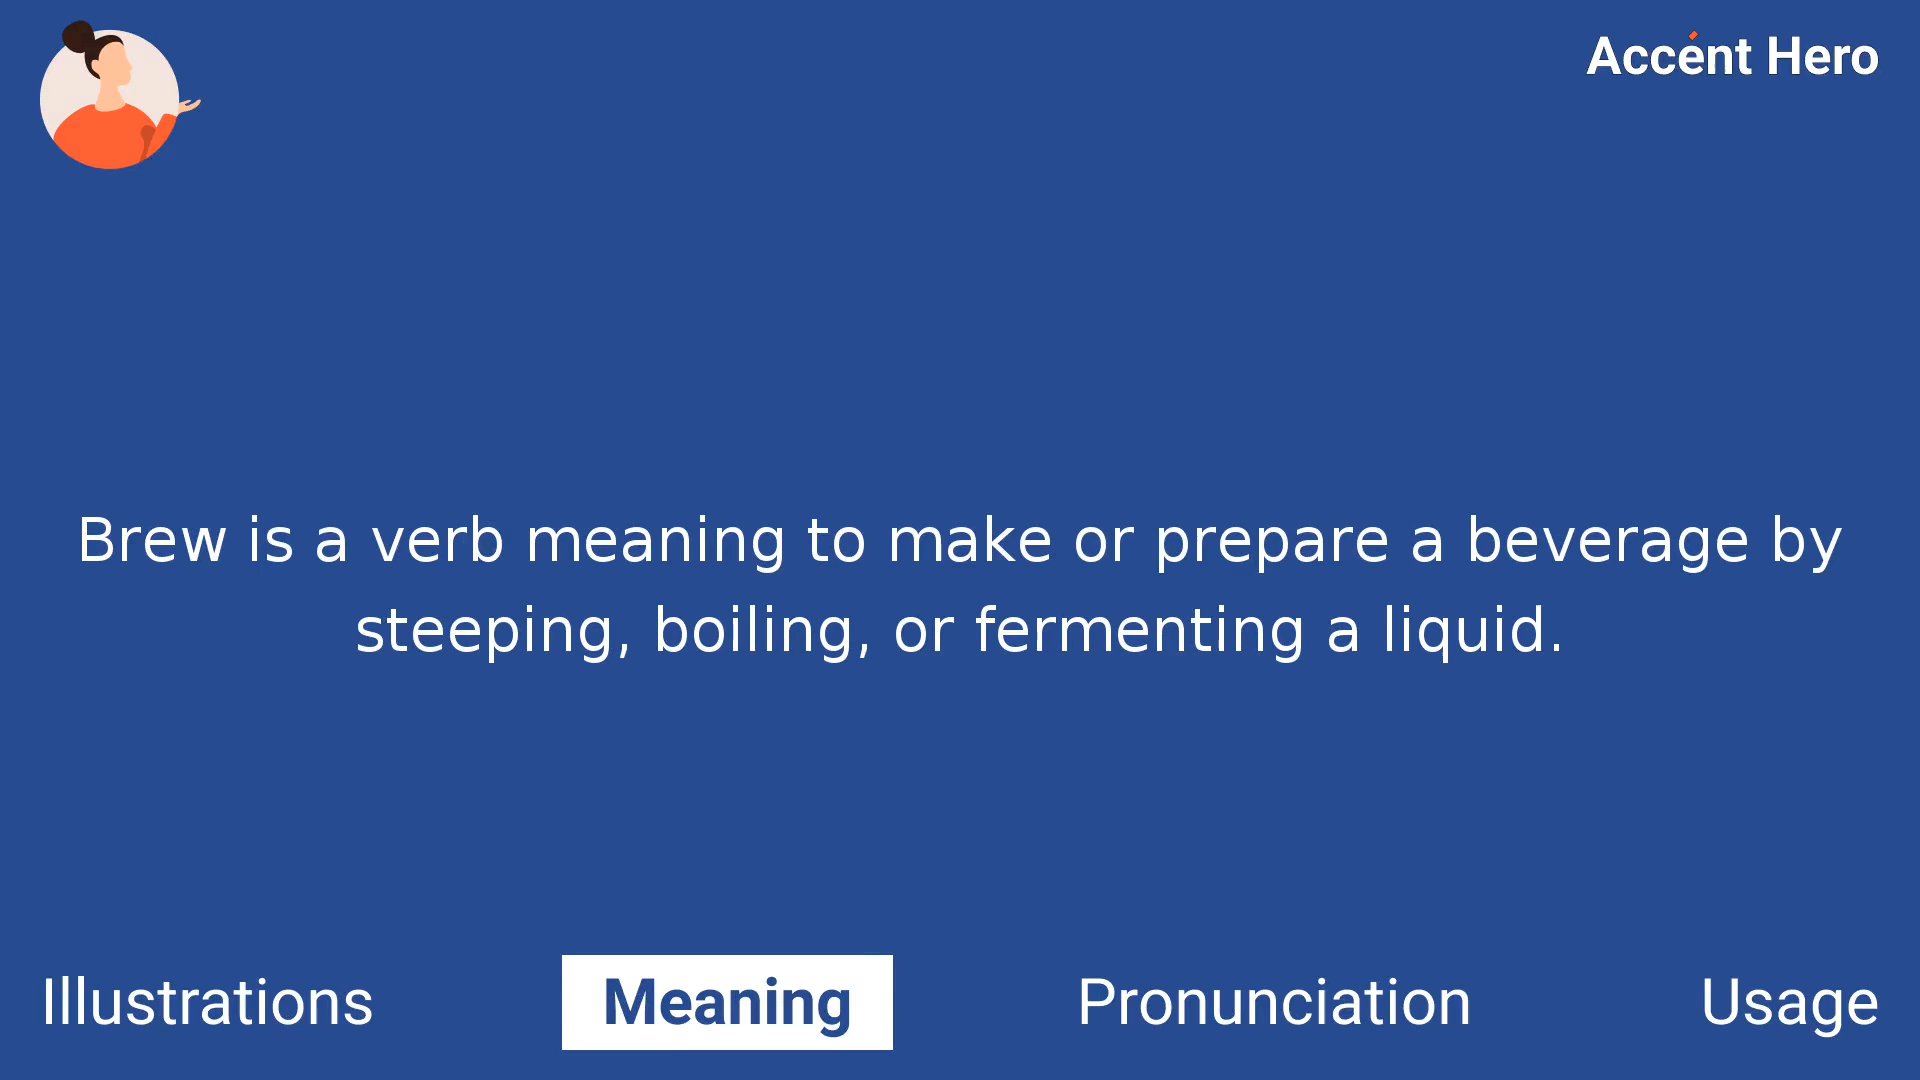 Accént Hero
Brew is a verb meaning to make or prepare a beverage by
steeping, boiling, or fermenting a liquid.
Illustrations
Meaning
Pronunciation
Usage